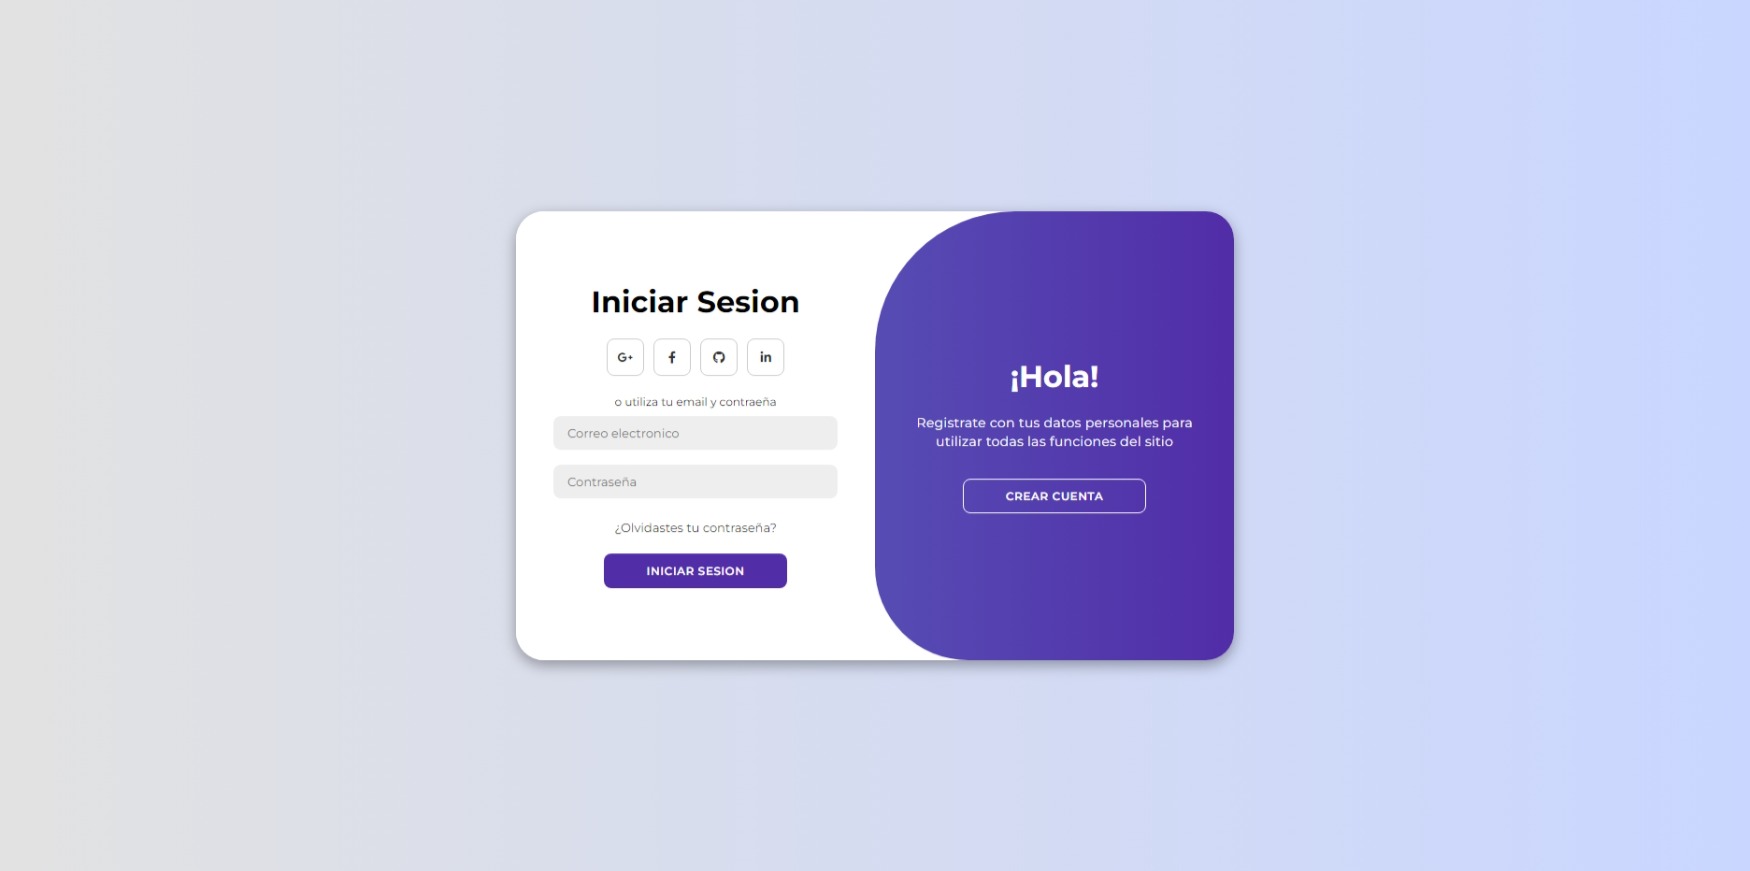 Iniciar Sesion
G+
f
in
o utiliza tu email y contraeña
Correo electronico
Contraseña
¿Olvidastes tu contraseña?
INICIAR SESION
¡Hola!
Registrate con tus datos personales para
utilizar todas las funciones del sitio
CREAR CUENTA